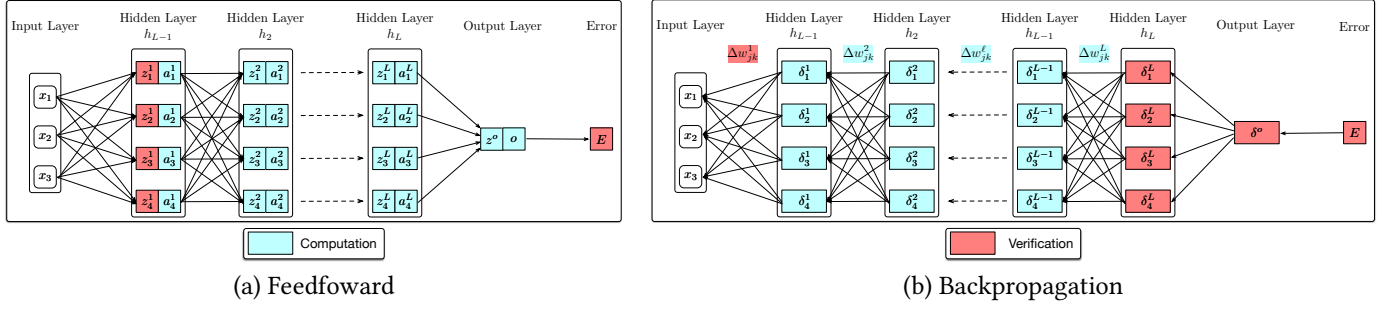 Input Layer
Hidden Layer
h_{L-1}
Hidden Layer
h_2
Hidden Layer
h_L
Output Layer
Error
x_1
x_2
x_3
z_1^1 a_1^1
z_2^1 a_2^1
z_3^1 a_3^1
z_4^1 a_4^1
z_1^2 a_1^2
z_2^2 a_2^2
z_3^2 a_3^2
z_4^2 a_4^2
z_1^L a_1^L
z_2^L a_2^L
z_3^L a_3^L
z_4^L a_4^L
z^o o
E
Computation
(a) Feedfoward
Input Layer
Hidden Layer
h_{L-1}
Hidden Layer
h_2
Hidden Layer
h_{L-1}
Hidden Layer
h_L
Output Layer
Error
Δw_{jk}^1
Δw_{jk}^2
Δw_{jk}^ℓ
Δw_{jk}^L
x_1
x_2
x_3
δ_1^1
δ_2^1
δ_3^1
δ_4^1
δ_1^2
δ_2^2
δ_3^2
δ_4^2
δ_1^{L-1}
δ_2^{L-1}
δ_3^{L-1}
δ_4^{L-1}
δ_1^L
δ_2^L
δ_3^L
δ_4^L
δ^o
E
Verification
(b) Backpropagation